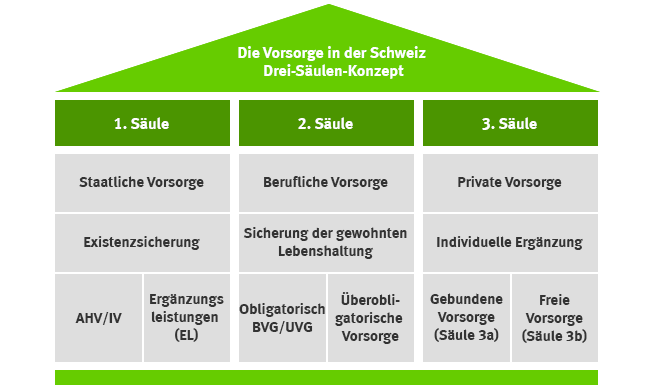 Die Vorsorge in der Schweiz
Drei-Säulen-Konzept
1. Säule
2. Säule
3. Säule
Staatliche Vorsorge
Berufliche Vorsorge
Private Vorsorge
Existenzsicherung
Sicherung der gewohnten
Lebenshaltung
Individuelle Ergänzung
AHV/IV
Ergänzungs
leistungen
(EL)
Obligatorisch
BVG/UVG
Überobli-
gatorische
Vorsorge
Gebundene
Vorsorge
(Säule 3a)
Freie
Vorsorge
(Säule 3b)